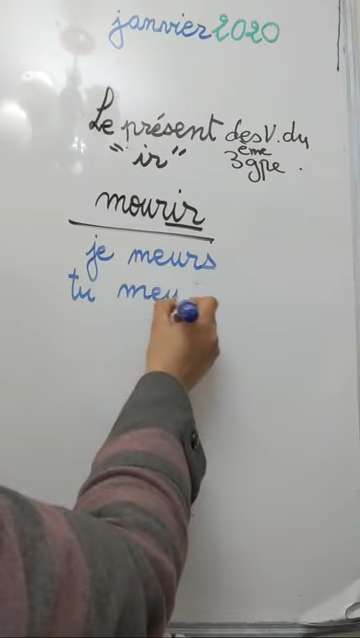 janvier 2020
Le présent des V. du
"ir" 3ème gpe.
mourir
je meurs
tu meu